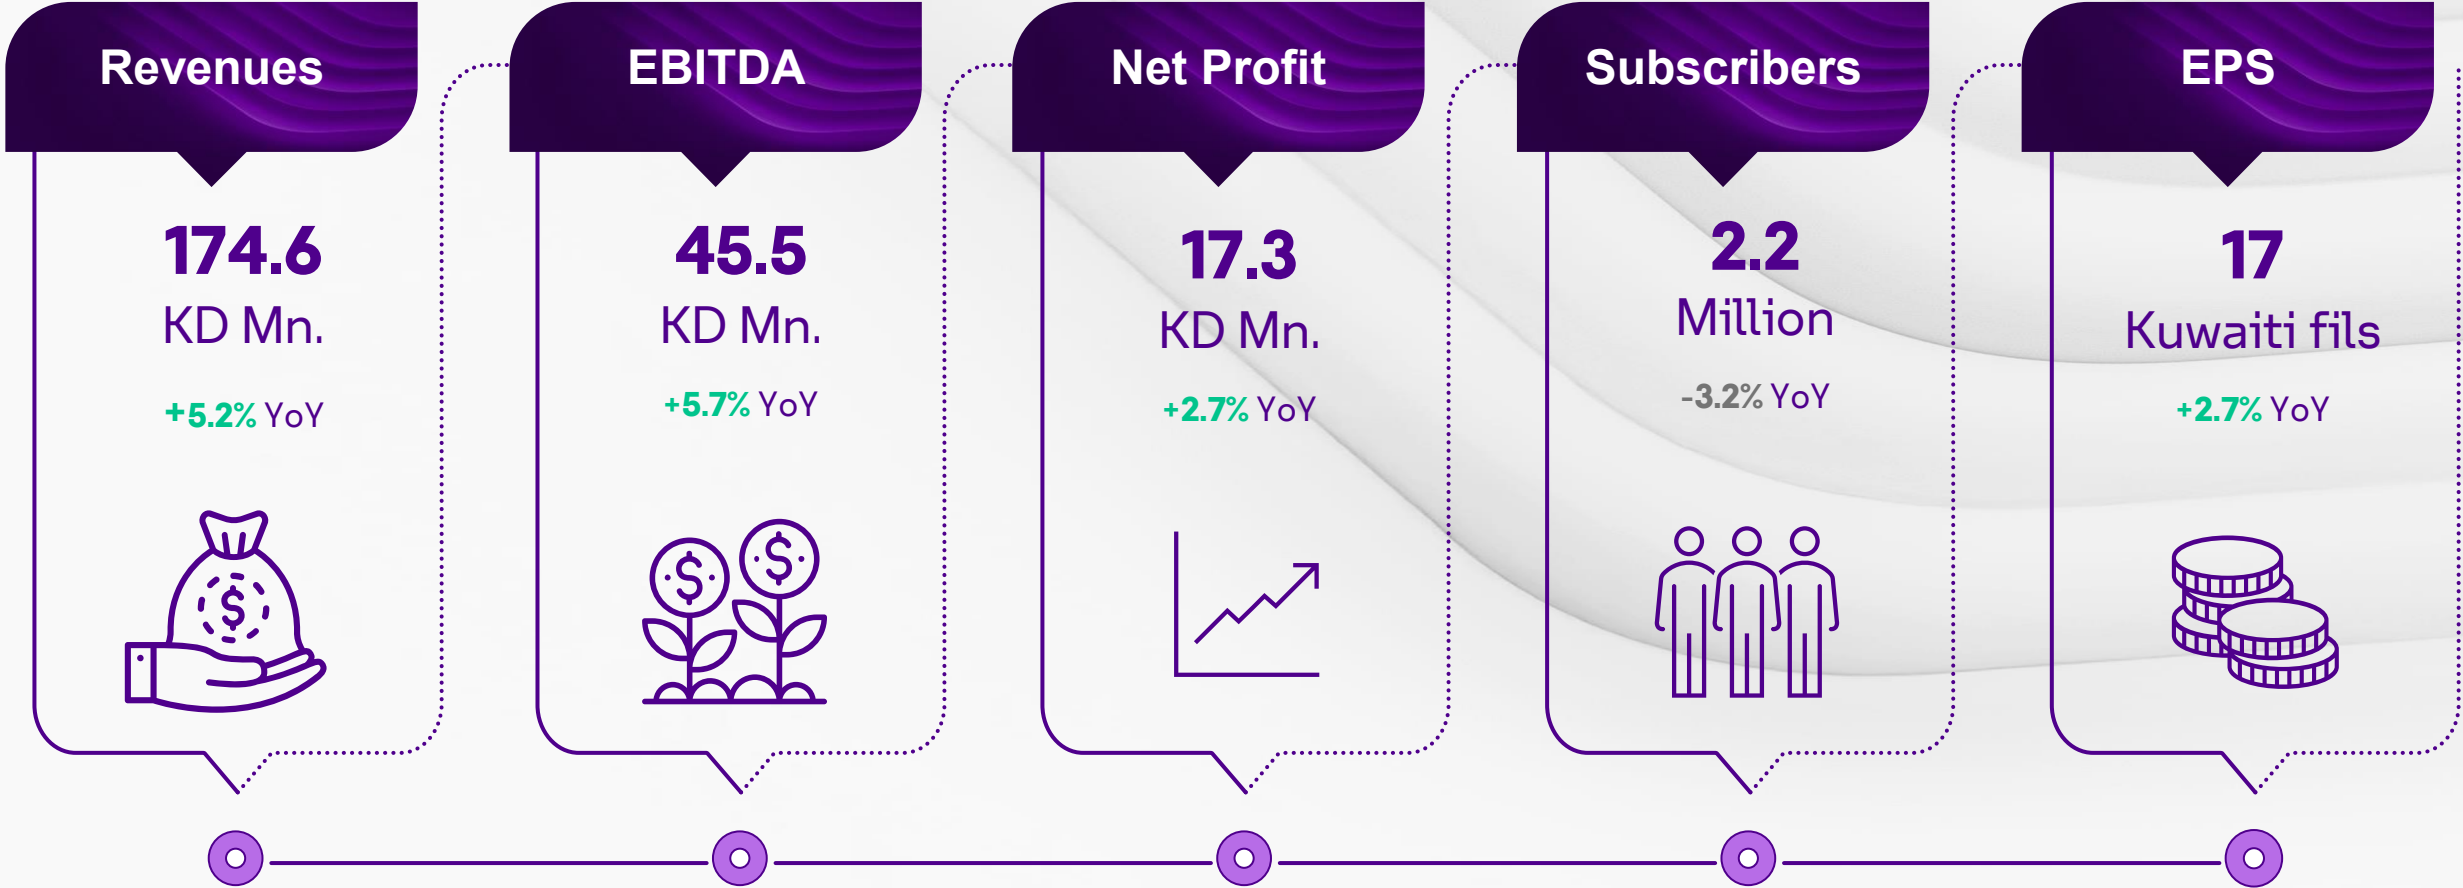 Revenues
174.6
KD Mn.
+5.2% YoY
EBITDA
45.5
KD Mn.
+5.7% YoY
Net Profit
17.3
KD Mn.
+2.7% YoY
Subscribers
2.2
Million
-3.2% YoY
EPS
17
Kuwaiti fils
+2.7% YoY